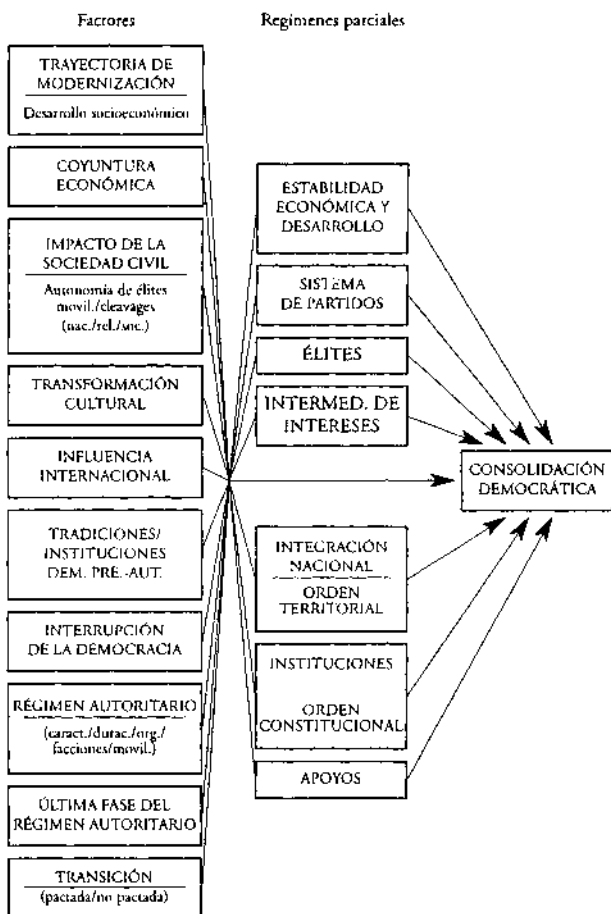 Factores
Regímenes parciales
TRAYECTORIA DE
MODERNIZACIÓN
Desarrollo socioeconómico
COYUNTURA
ECONÓMICA
IMPACTO DE LA
SOCIEDAD CIVIL
Autonomía de élites
movil./cleavages
(nac./rel./soc.)
TRANSFORMACIÓN
CULTURAL
INFLUENCIA
INTERNACIONAL
TRADICIONES/
INSTITUCIONES
DEM. PRE.-AUT.
INTERRUPCIÓN
DE LA DEMOCRACIA
RÉGIMEN AUTORITARIO
(caract./durac./org./
facciones/movil.)
ÚLTIMA FASE DEL
RÉGIMEN AUTORITARIO
TRANSICIÓN
(pactada/no pactada)
ESTABILIDAD
ECONÓMICA Y
DESARROLLO
SISTEMA
DE PARTIDOS
ÉLITES
INTERMED. DE
INTERESES
INTEGRACIÓN
NACIONAL
ORDEN
TERRITORIAL
INSTITUCIONES
ORDEN
CONSTITUCIONAL
APOYOS
CONSOLIDACIÓN
DEMOCRÁTICA